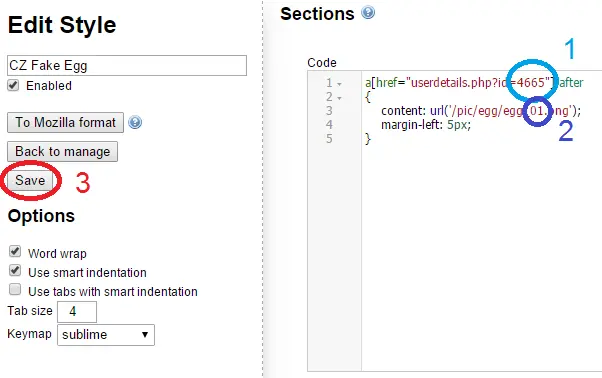 Edit Style
CZ Fake Egg
Enabled
To Mozilla format
Back to manage
Save
3
Options
Word wrap
Use smart indentation
Use tabs with smart indentation
Tab size 4
Keymap sublime
Sections
1
Code
1 a[href="userdetails.php?id=4665"] after
2 {
3 content: url('/pic/egg/egg 01.png');
4 margin-left: 5px;
5 }
2